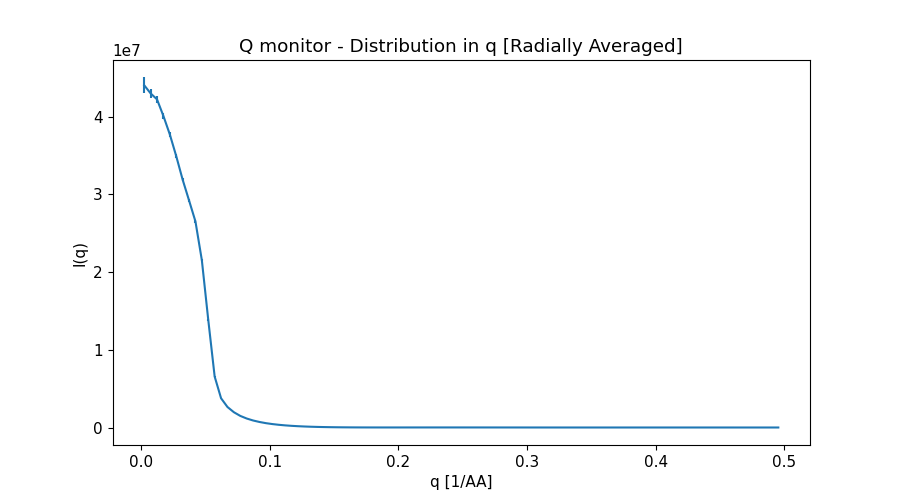 Q monitor - Distribution in q [Radially Averaged]
1e7
4
3
2
1
0
I(q)
0.0 0.1 0.2 0.3 0.4 0.5
q [1/AA]